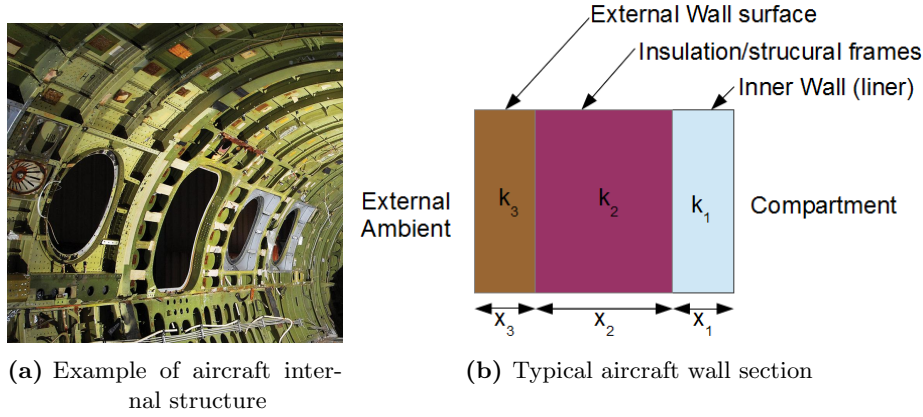 External Wall surface
Insulation/strucural frames
Inner Wall (liner)
External
Ambient
k3
k2
k1
Compartment
x3
x2
x1
(a) Example of aircraft inter-
nal structure
(b) Typical aircraft wall section